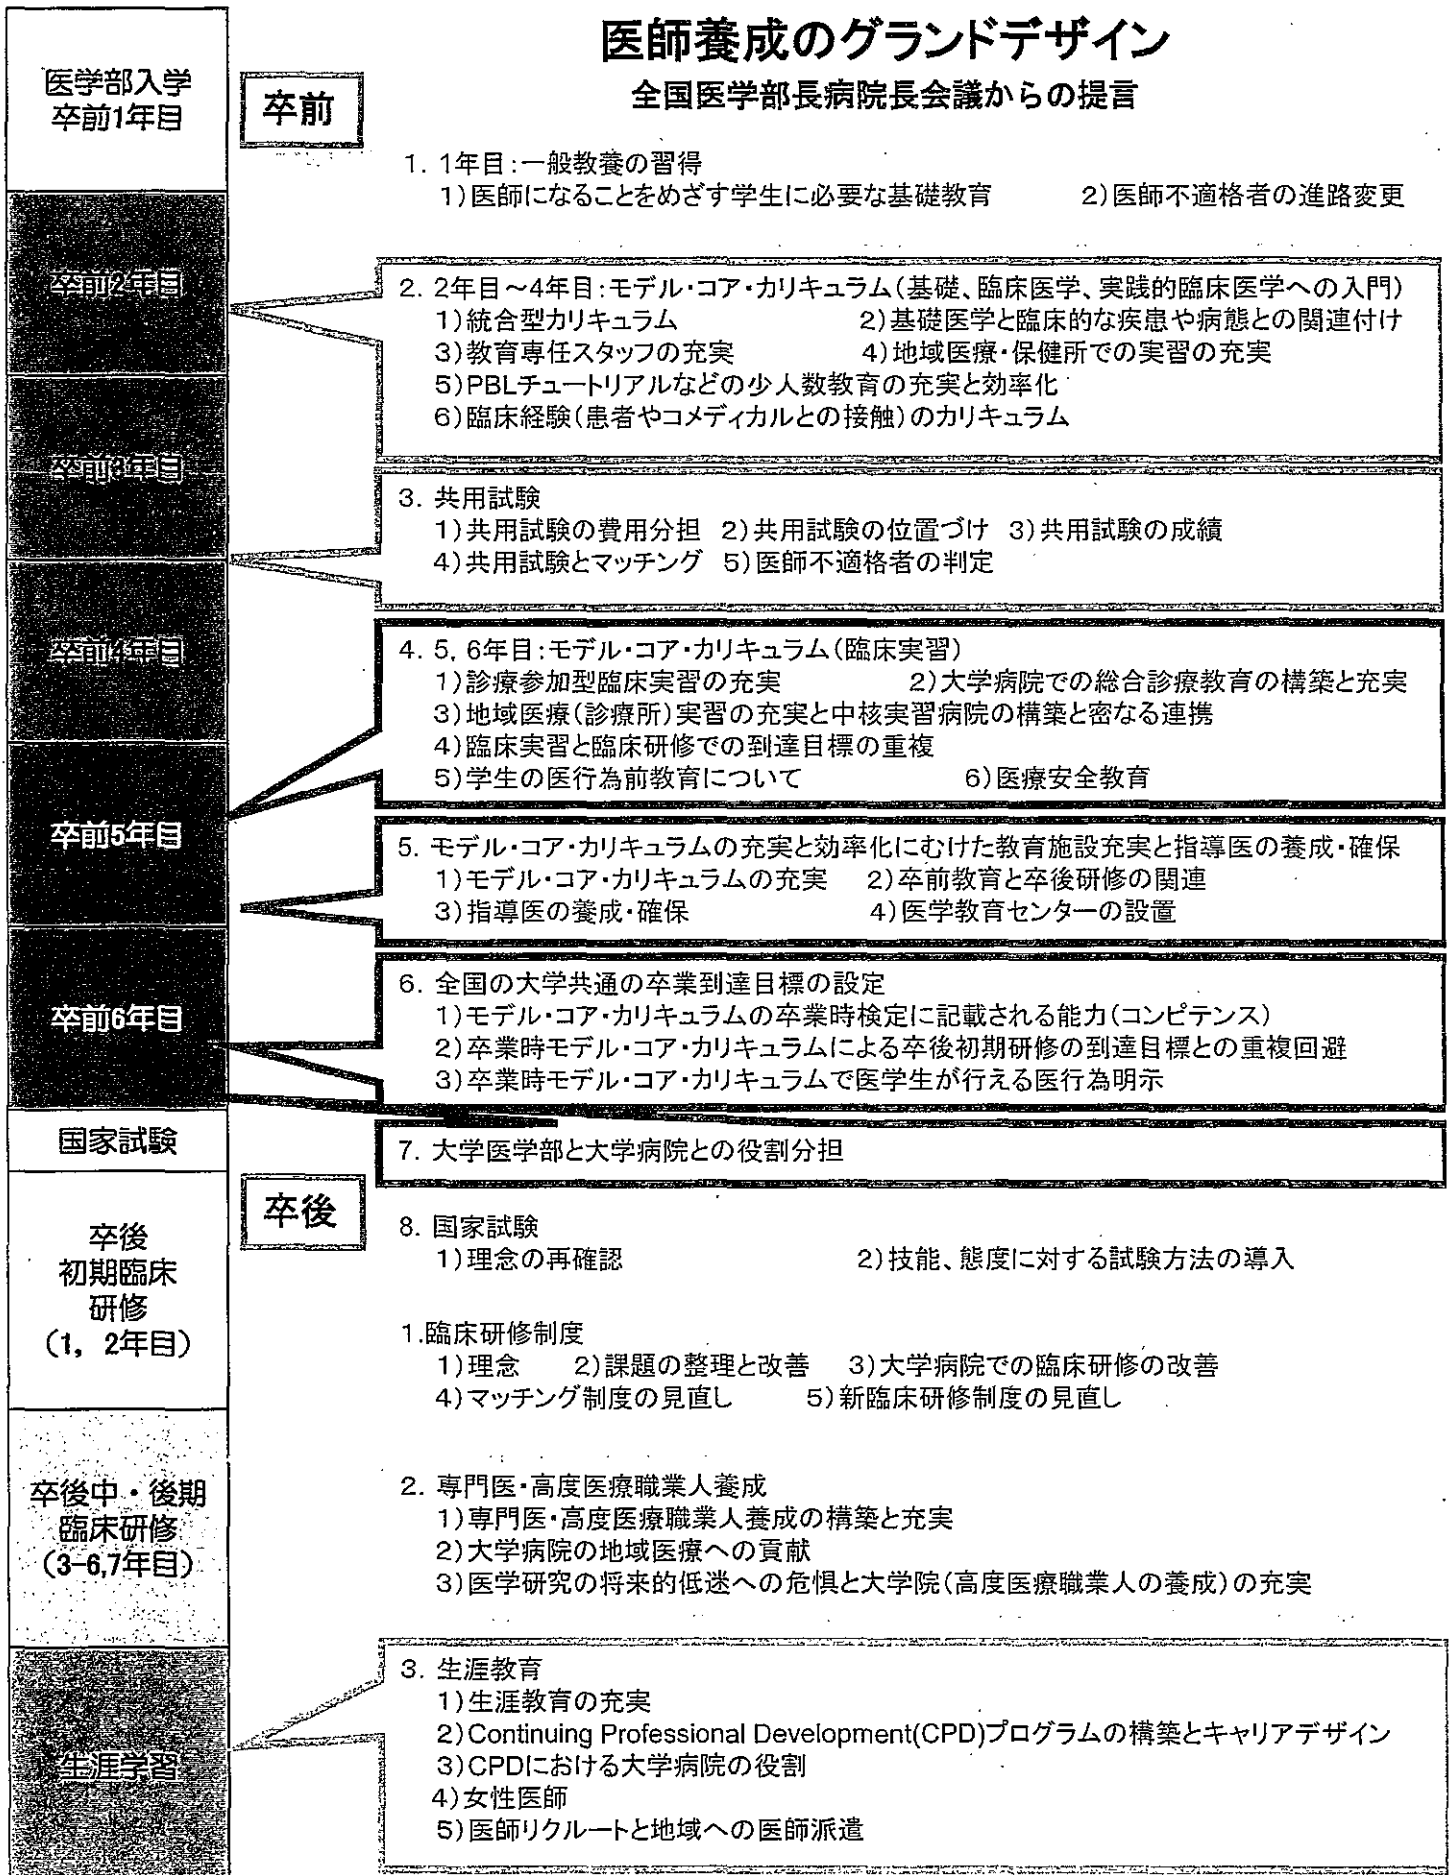 医師養成のグランドデザイン
全国医学部長病院長会議からの提言
医学部入学
卒前1年目
卒前2年目
卒前3年目
卒前4年目
卒前5年目
卒前6年目
国家試験
卒後
初期臨床
研修
(1, 2年目)
卒後中・後期
臨床研修
(3-6,7年目)
生涯学習
卒前
1. 1年目:一般教養の習得
1)医師になることをめざす学生に必要な基礎教育 2)医師不適格者の進路変更
2. 2年目~4年目:モデル・コア・カリキュラム(基礎、臨床医学、実践的臨床医学への入門)
1)統合型カリキュラム 2)基礎医学と臨床的な疾患や病態との関連付け
3)教育専任スタッフの充実 4)地域医療・保健所での実習の充実
5)PBLチュートリアルなどの少人数教育の充実と効率化
6)臨床経験(患者やコメディカルとの接触)のカリキュラム
3. 共用試験
1)共用試験の費用分担 2)共用試験の位置づけ 3)共用試験の成績
4)共用試験とマッチング 5)医師不適格者の判定
4. 5, 6年目:モデル・コア・カリキュラム(臨床実習)
1)診療参加型臨床実習の充実 2)大学病院での総合診療教育の構築と充実
3)地域医療(診療所)実習の充実と中核実習病院の構築と密なる連携
4)臨床実習と臨床研修での到達目標の重複
5)学生の医行為前教育について 6)医療安全教育
5. モデル・コア・カリキュラムの充実と効率化にむけた教育施設充実と指導医の養成・確保
1)モデル・コア・カリキュラムの充実 2)卒前教育と卒後研修の関連
3)指導医の養成・確保 4)医学教育センターの設置
6. 全国の大学共通の卒業到達目標の設定
1)モデル・コア・カリキュラムの卒業時検定に記載される能力(コンピテンス)
2)卒業時モデル・コア・カリキュラムによる卒後初期研修の到達目標との重複回避
3)卒業時モデル・コア・カリキュラムで医学生が行える医行為明示
7. 大学医学部と大学病院との役割分担
卒後
8. 国家試験
1)理念の再確認 2)技能、態度に対する試験方法の導入
1.臨床研修制度
1)理念 2)課題の整理と改善 3)大学病院での臨床研修の改善
4)マッチング制度の見直し 5)新臨床研修制度の見直し
2. 専門医・高度医療職業人養成
1)専門医・高度医療職業人養成の構築と充実
2)大学病院の地域医療への貢献
3)医学研究の将来的低迷への危惧と大学院(高度医療職業人の養成)の充実
3. 生涯教育
1)生涯教育の充実
2)Continuing Professional Development(CPD)プログラムの構築とキャリアデザイン
3)CPDにおける大学病院の役割
4)女性医師
5)医師リクルートと地域への医師派遣